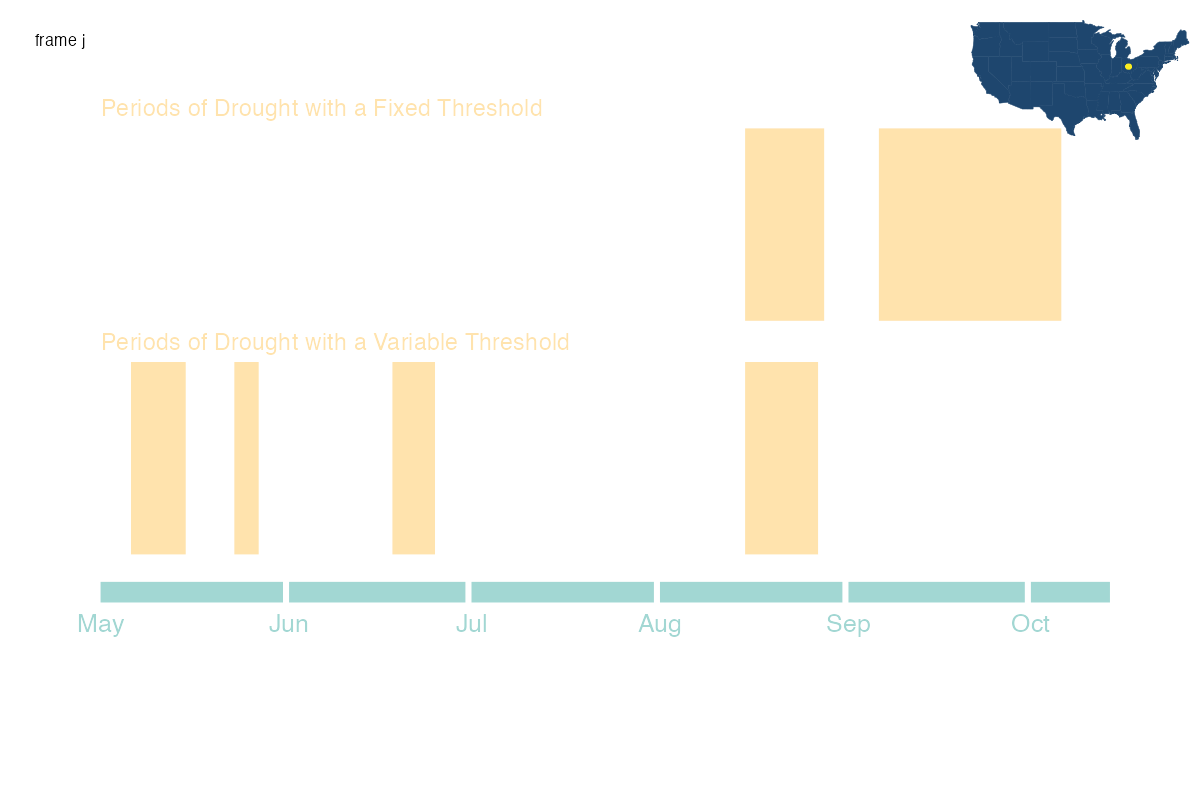 frame j
Periods of Drought with a Fixed Threshold
Periods of Drought with a Variable Threshold
May Jun Jul Aug Sep Oct